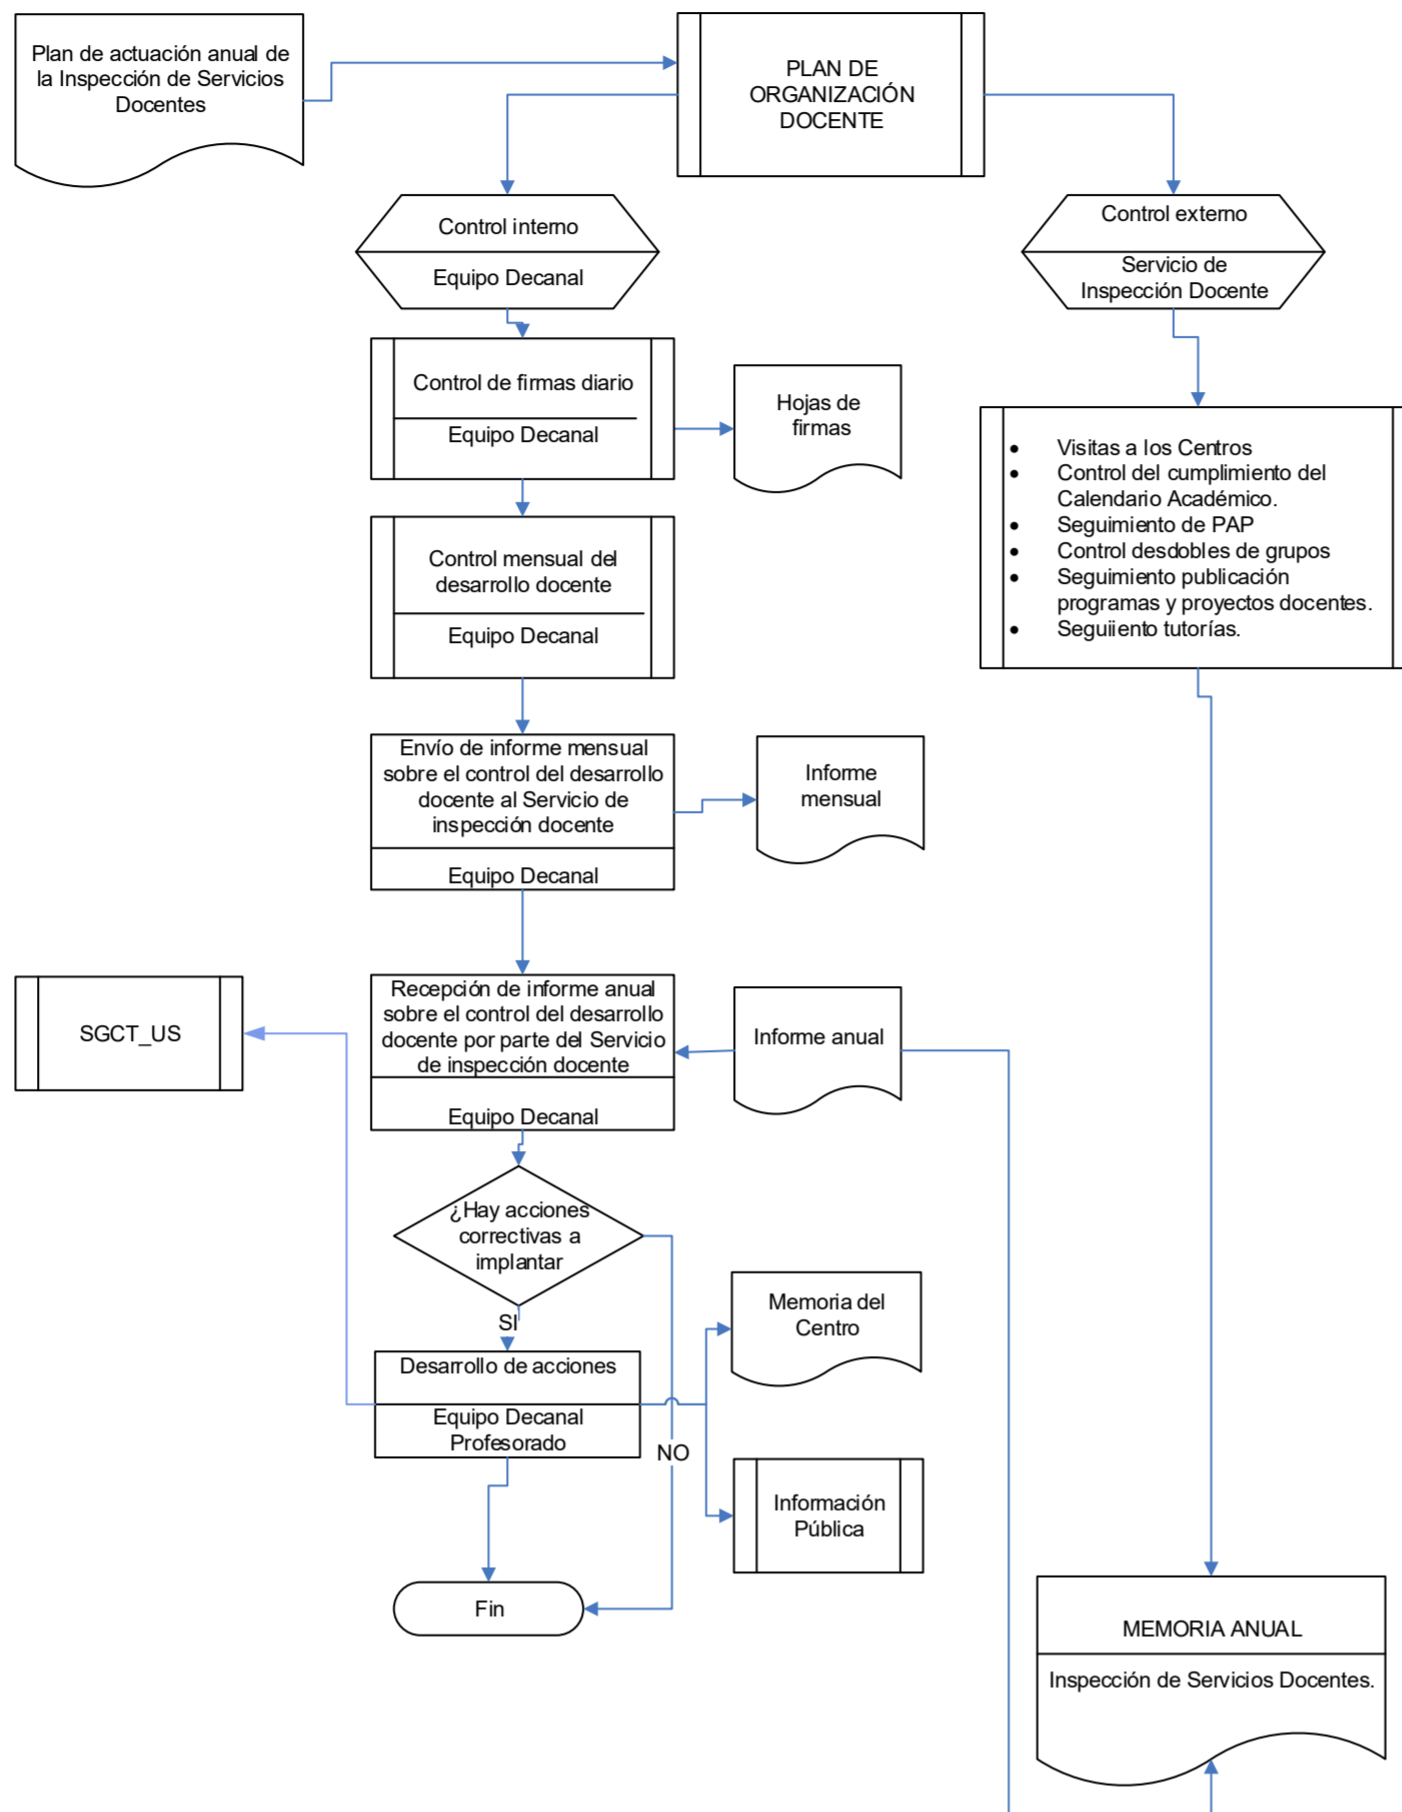 Plan de actuación anual de
la Inspección de Servicios
Docentes
PLAN DE
ORGANIZACIÓN
DOCENTE
Control interno
Equipo Decanal
Control externo
Servicio de
Inspección Docente
Control de firmas diario
Equipo Decanal
Hojas de
firmas
• Visitas a los Centros
• Control del cumplimiento del
Calendario Académico.
• Seguimiento de PAP
• Control desdobles de grupos
• Seguimiento publicación
programas y proyectos docentes.
• Seguiiento tutorías.
Control mensual del
desarrollo docente
Equipo Decanal
Envío de informe mensual
sobre el control del desarrollo
docente al Servicio de
inspección docente
Equipo Decanal
Informe
mensual
SGCT_US
Recepción de informe anual
sobre el control del desarrollo
docente por parte del Servicio
de inspección docente
Equipo Decanal
Informe anual
¿Hay acciones
correctivas a
implantar
SI
NO
Desarrollo de acciones
Equipo Decanal
Profesorado
Memoria del
Centro
Información
Pública
Fin
MEMORIA ANUAL
Inspección de Servicios Docentes.